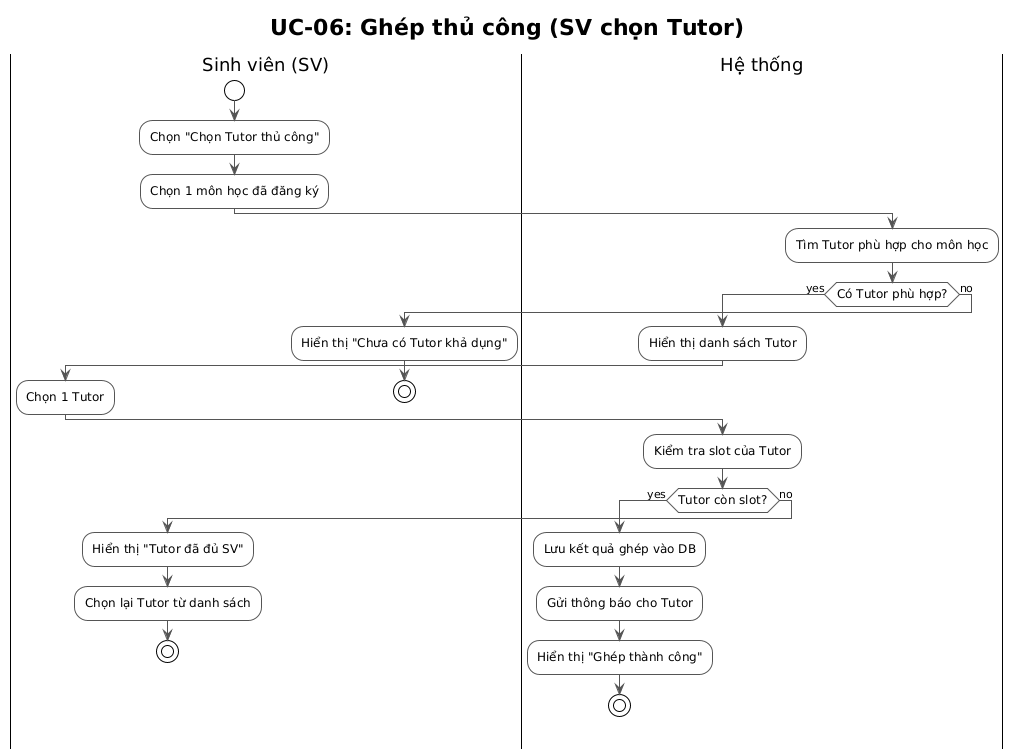 UC-06: Ghép thủ công (SV chọn Tutor)
Sinh viên (SV)
Hệ thống
Chọn "Chọn Tutor thủ công"
Chọn 1 môn học đã đăng ký
Tìm Tutor phù hợp cho môn học
yes
Có Tutor phù hợp?
no
Hiển thị "Chưa có Tutor khả dụng"
Hiển thị danh sách Tutor
Chọn 1 Tutor
Kiểm tra slot của Tutor
yes
Tutor còn slot?
no
Hiển thị "Tutor đã đủ SV"
Lưu kết quả ghép vào DB
Chọn lại Tutor từ danh sách
Gửi thông báo cho Tutor
Hiển thị "Ghép thành công"